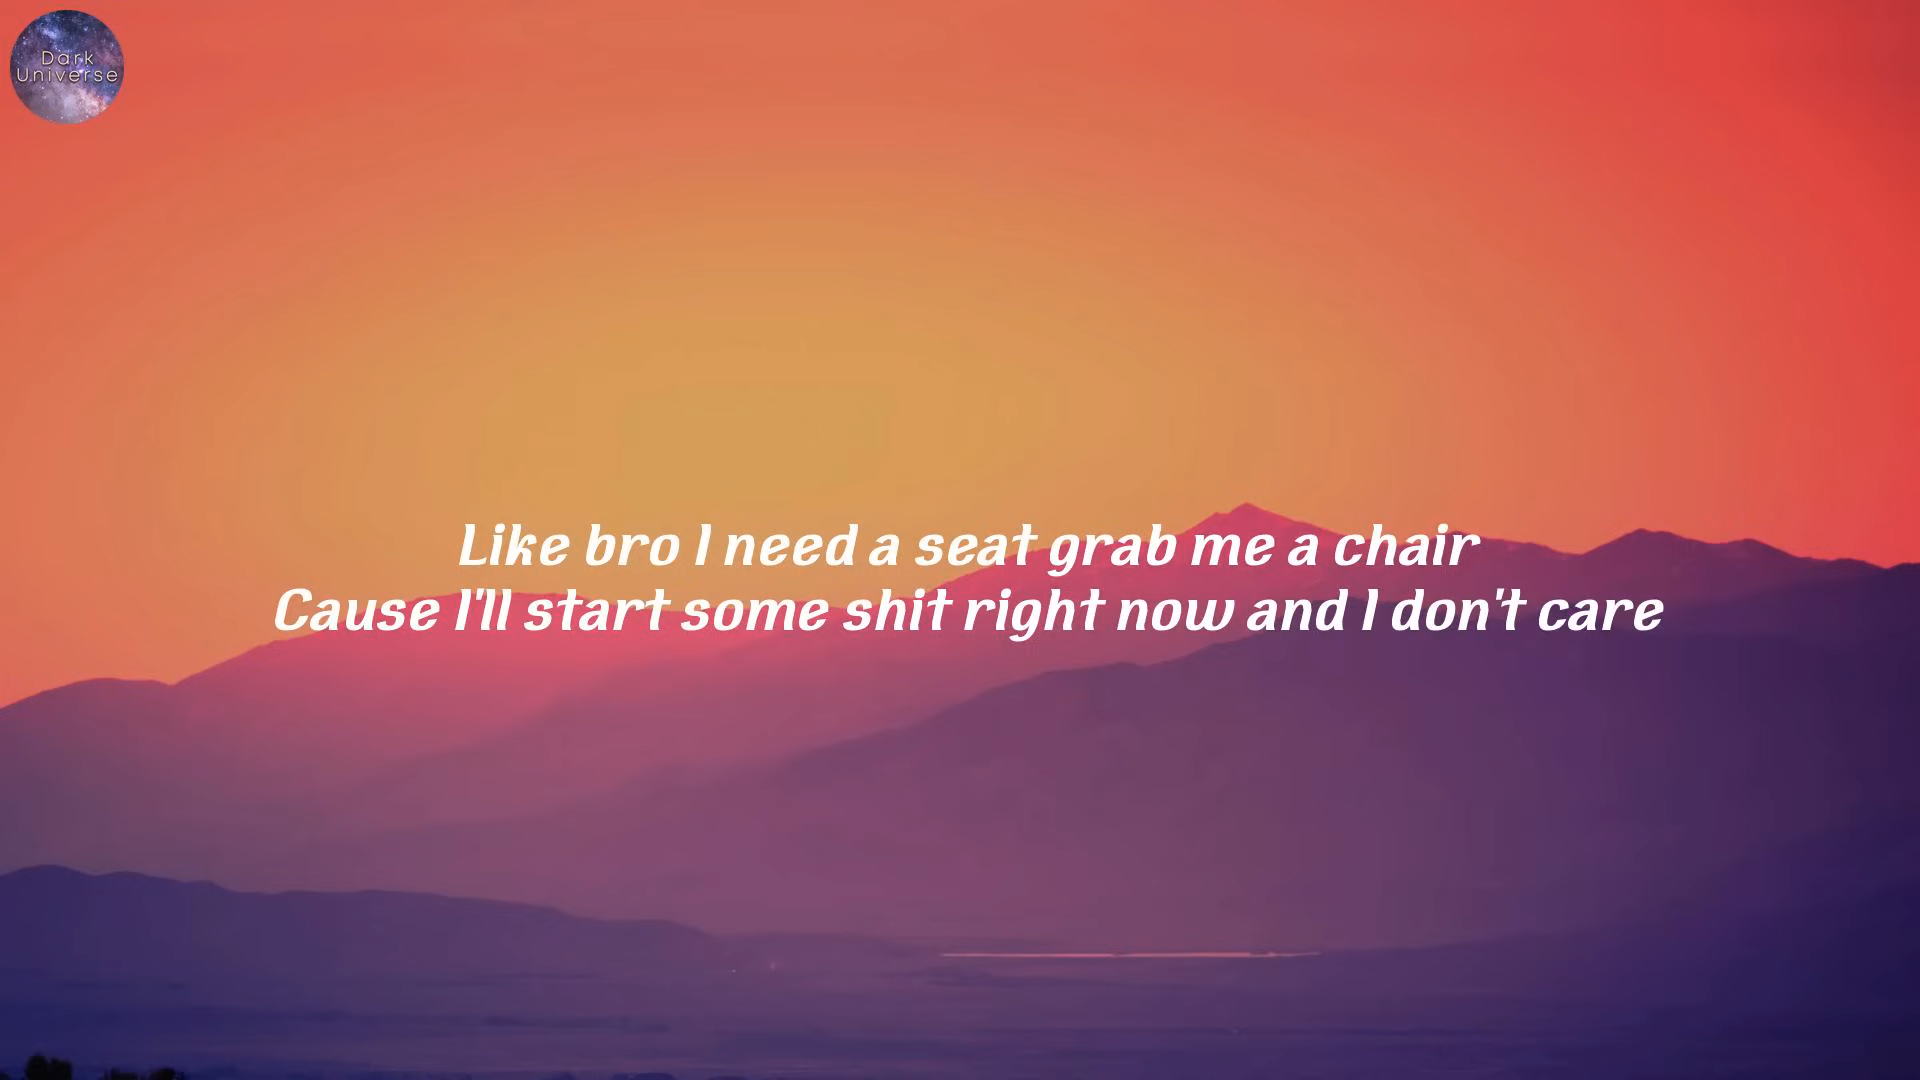 Dark
Universe
Like bro I need a seat grab me a chair
Cause I'll start some shit right now and I don't care